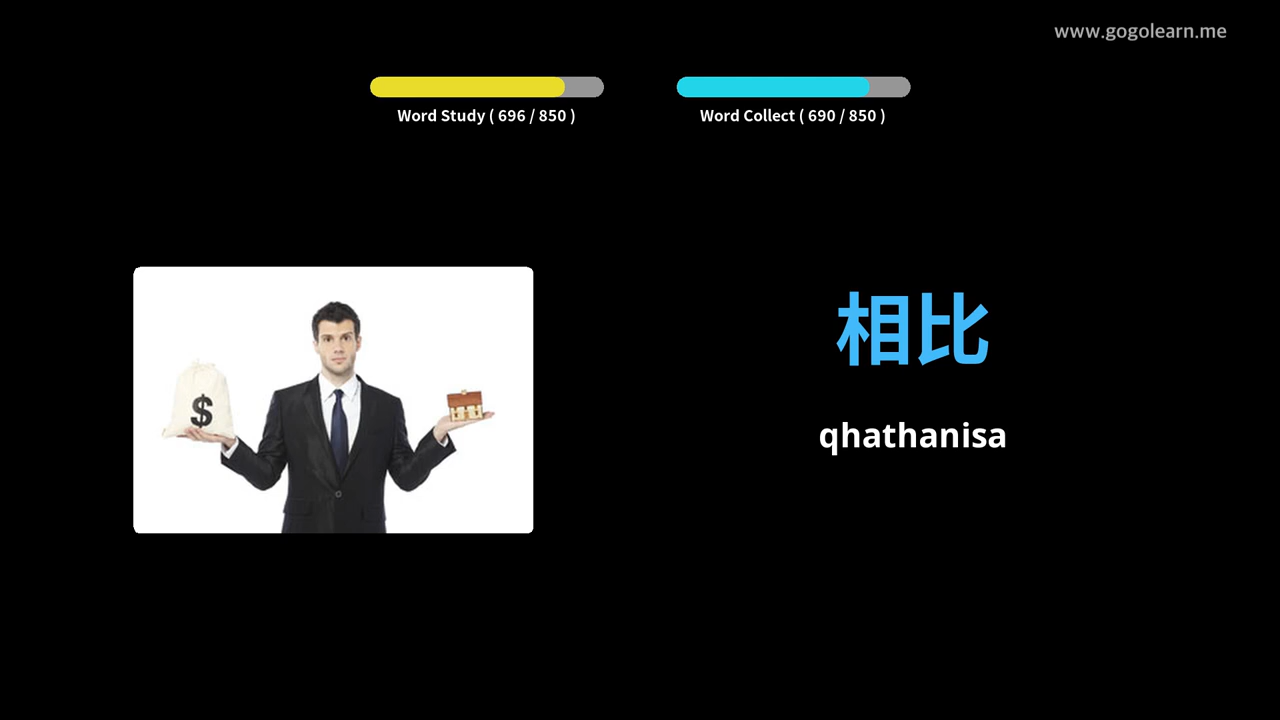 www.gogolearn.me
Word Study ( 696 / 850 )
Word Collect ( 690 / 850 )
$
相比
qhathanisa